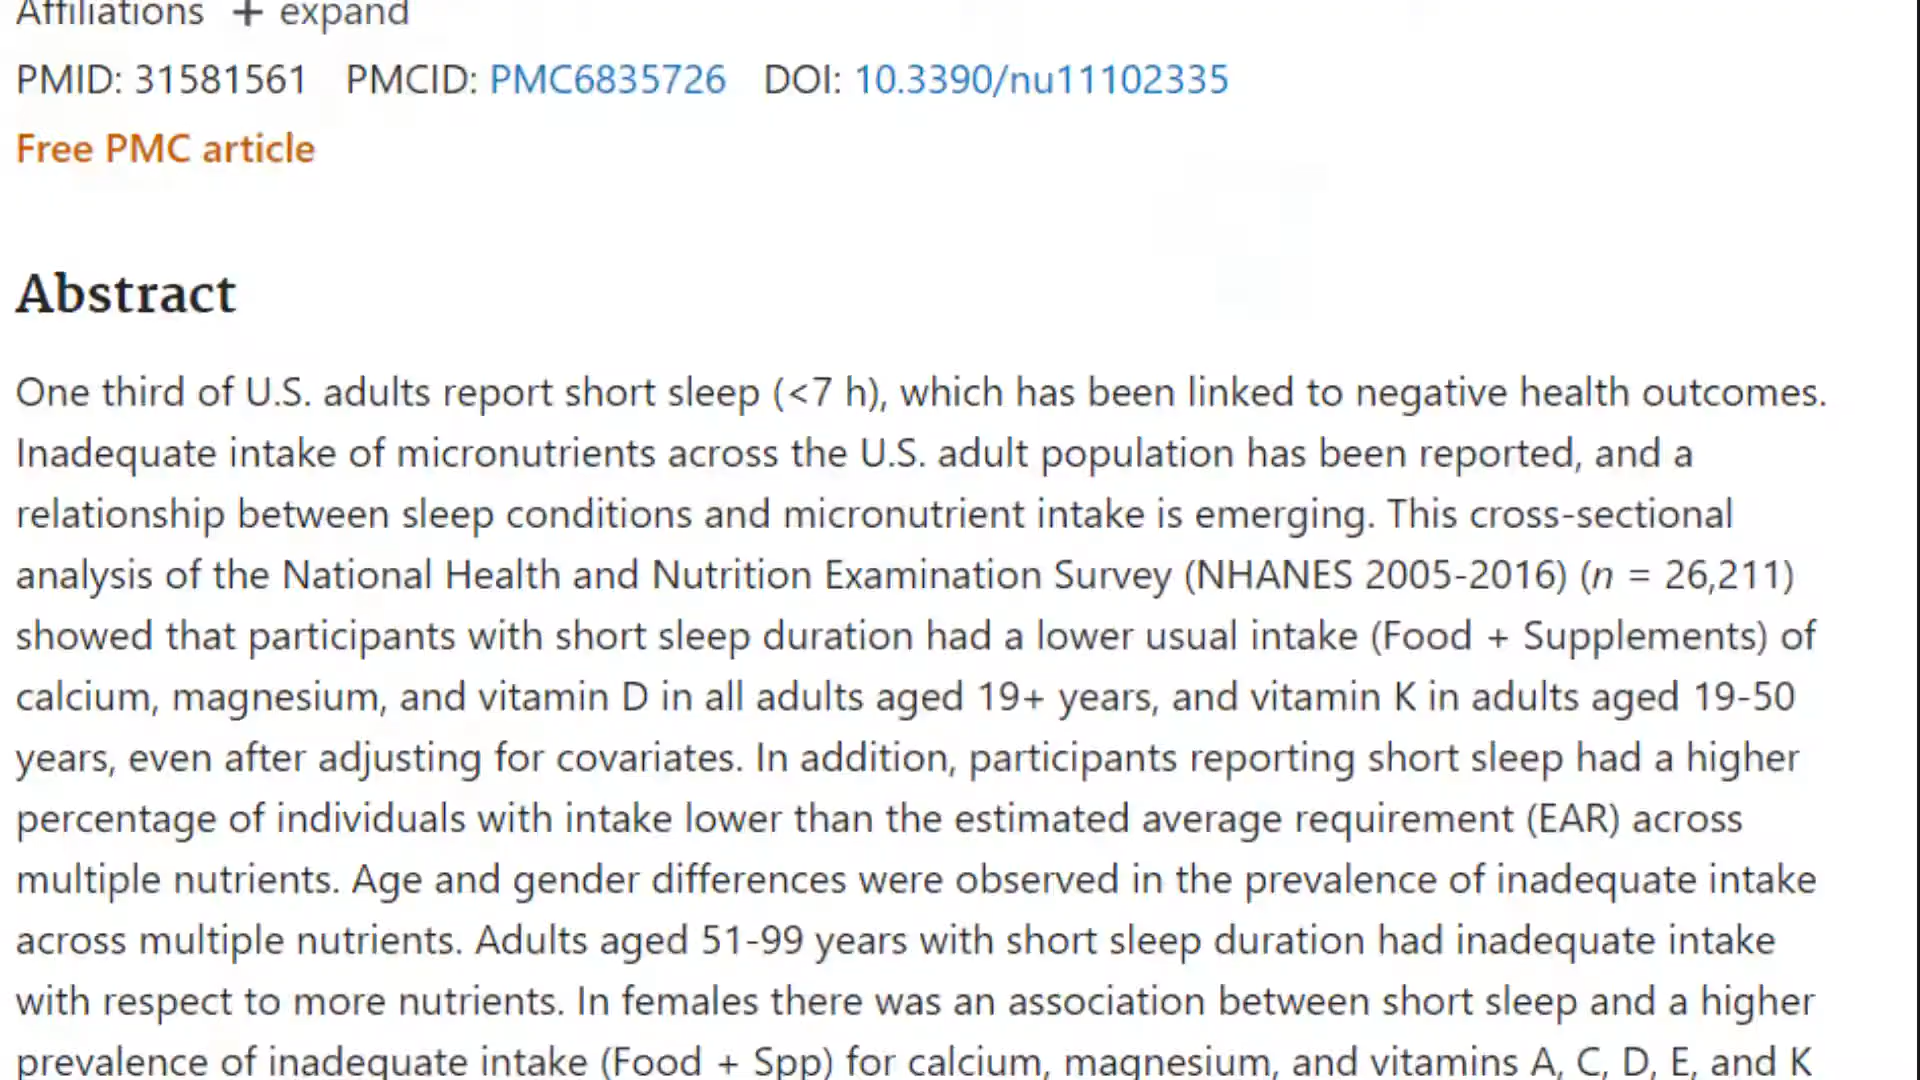 Affiliations + expand
PMID: 31581561 PMCID: PMC6835726 DOI: 10.3390/nu11102335
Free PMC article
Abstract
One third of U.S. adults report short sleep (<7 h), which has been linked to negative health outcomes.
Inadequate intake of micronutrients across the U.S. adult population has been reported, and a
relationship between sleep conditions and micronutrient intake is emerging. This cross-sectional
analysis of the National Health and Nutrition Examination Survey (NHANES 2005-2016) (n = 26,211)
showed that participants with short sleep duration had a lower usual intake (Food + Supplements) of
calcium, magnesium, and vitamin D in all adults aged 19+ years, and vitamin K in adults aged 19-50
years, even after adjusting for covariates. In addition, participants reporting short sleep had a higher
percentage of individuals with intake lower than the estimated average requirement (EAR) across
multiple nutrients. Age and gender differences were observed in the prevalence of inadequate intake
across multiple nutrients. Adults aged 51-99 years with short sleep duration had inadequate intake
with respect to more nutrients. In females there was an association between short sleep and a higher
prevalence of inadequate intake (Food + Spp) for calcium, magnesium, and vitamins A, C, D, E, and K